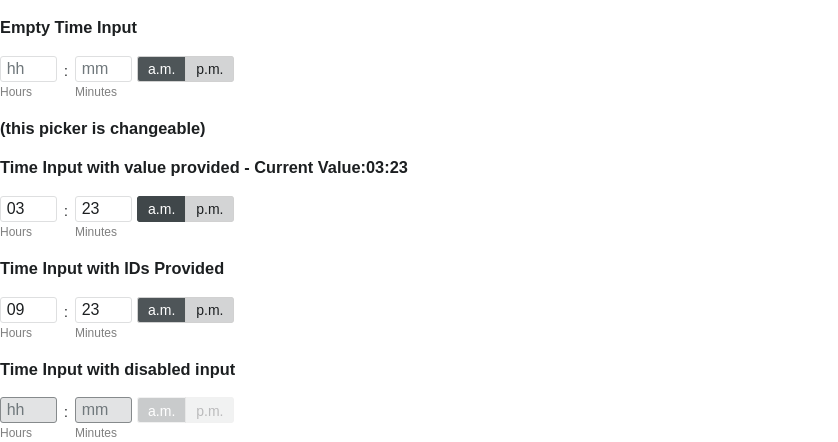 Empty Time Input
hh : mm a.m. p.m.
Hours Minutes
(this picker is changeable)
Time Input with value provided - Current Value:03:23
03 : 23 a.m. p.m.
Hours Minutes
Time Input with IDs Provided
09 : 23 a.m. p.m.
Hours Minutes
Time Input with disabled input
hh : mm a.m. p.m.
Hours Minutes